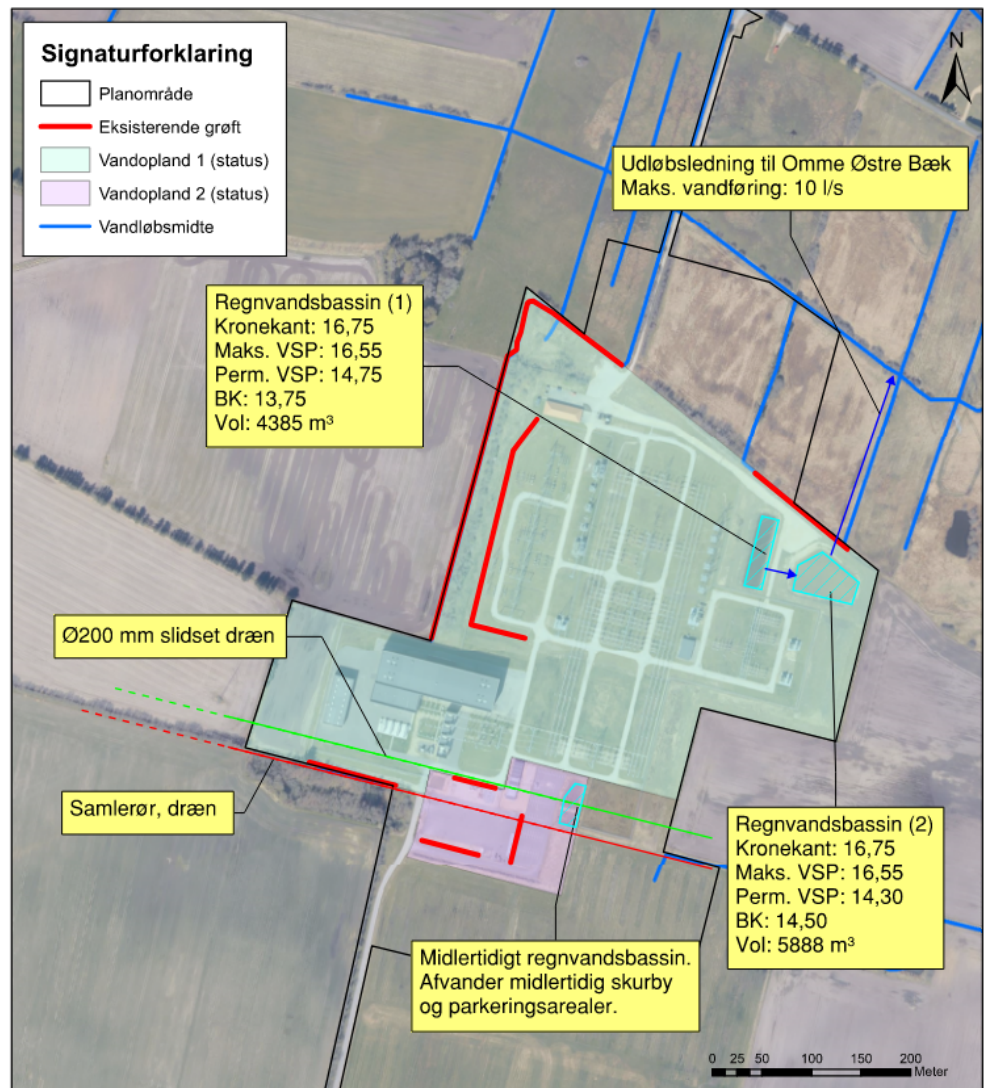 Signaturforklaring
Planområde
Eksisterende grøft
Vandopland 1 (status)
Vandopland 2 (status)
Vandløbsmidte
N
Udløbsledning til Omme Østre Bæk
Maks. vandføring: 10 l/s
Regnvandsbassin (1)
Kronekant: 16,75
Maks. VSP: 16,55
Perm. VSP: 14,75
BK: 13,75
Vol: 4385 m³
Ø200 mm slidset dræn
Samlerør, dræn
Regnvandsbassin (2)
Kronekant: 16,75
Maks. VSP: 16,55
Perm. VSP: 14,30
BK: 14,50
Vol: 5888 m³
Midlertidigt regnvandsbassin.
Afvander midlertidig skurby
og parkeringsarealer.
0 25 50 100 150 200
Meter